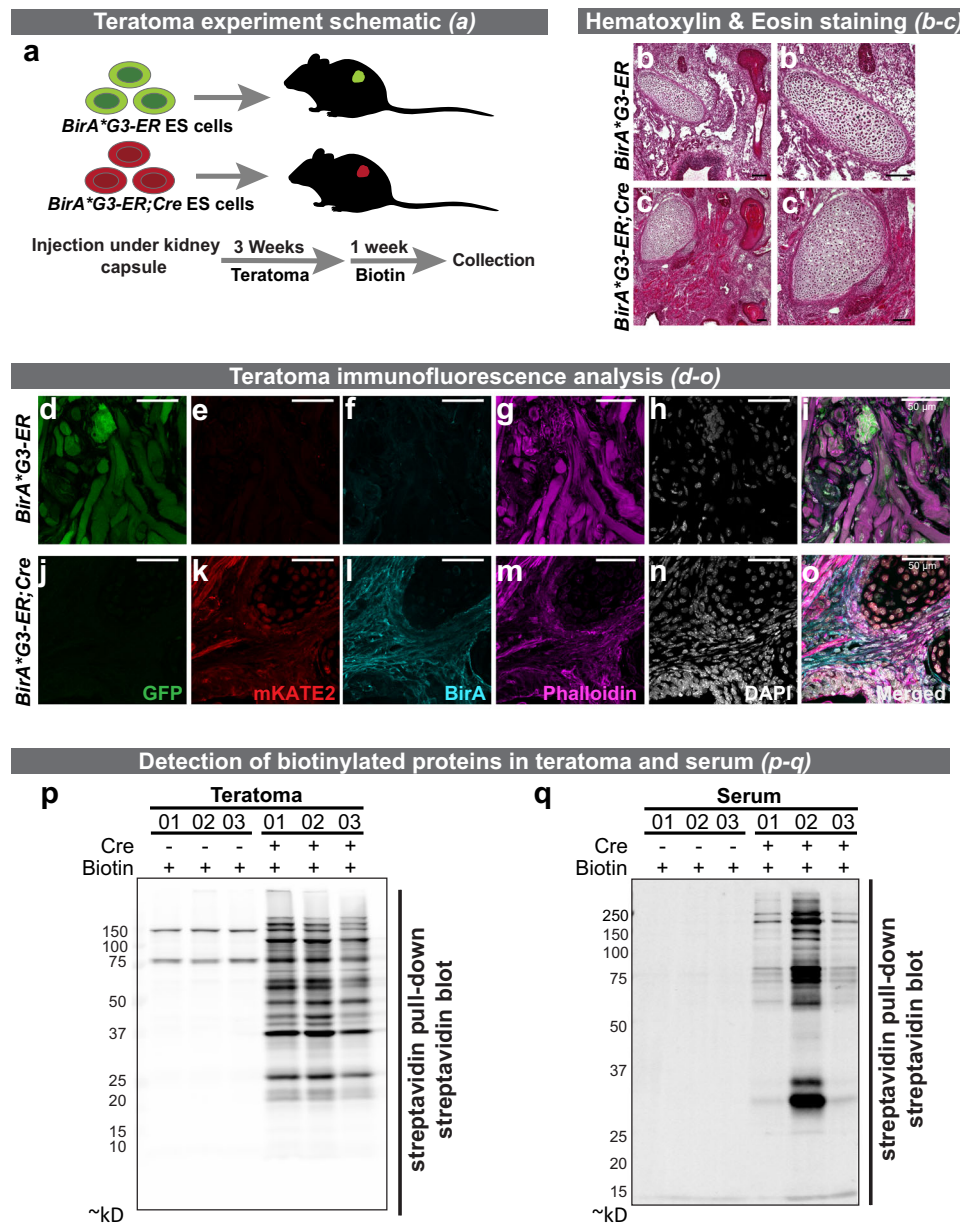 Teratoma experiment schematic (a)
Hematoxylin & Eosin staining (b-c)
a
BirA*G3-ER ES cells
BirA*G3-ER;Cre ES cells
Injection under kidney
capsule
3 Weeks
Teratoma
1 week
Biotin
Collection
BirA*G3-ER
b
b'
BirA*G3-ER;Cre
c
c'
Teratoma immunofluorescence analysis (d-o)
BirA*G3-ER
d
e
f
g
h
i
50 µm
BirA*G3-ER;Cre
j
k
l
m
n
o
50 µm
GFP
mKATE2
BirA
Phalloidin
DAPI
Merged
Detection of biotinylated proteins in teratoma and serum (p-q)
p
Teratoma
01 02 03 01 02 03
Cre - - - + + +
Biotin + + + + + +
150
100
75
50
37
25
20
15
10
~kD
streptavidin pull-down
streptavidin blot
q
Serum
01 02 03 01 02 03
Cre - - - + + +
Biotin + + + + + +
250
150
100
75
50
37
25
20
15
~kD
streptavidin pull-down
streptavidin blot